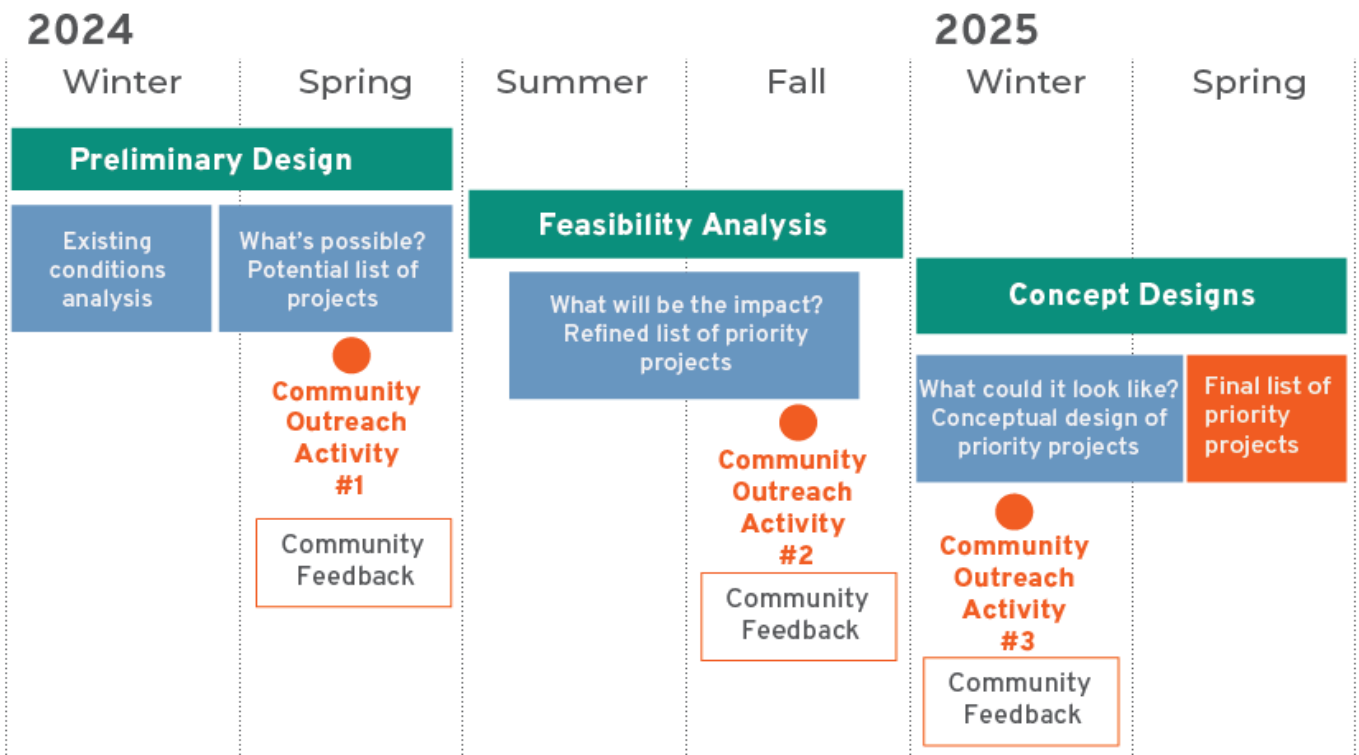 2024
2025
Winter
Spring
Summer
Fall
Winter
Spring
Preliminary Design
Existing
conditions
analysis
What's possible?
Potential list of
projects
Community
Outreach
Activity
#1
Community
Feedback
Feasibility Analysis
What will be the impact?
Refined list of priority
projects
Community
Outreach
Activity
#2
Community
Feedback
Concept Designs
What could it look like?
Conceptual design of
priority projects
Final list of
priority
projects
Community
Outreach
Activity
#3
Community
Feedback